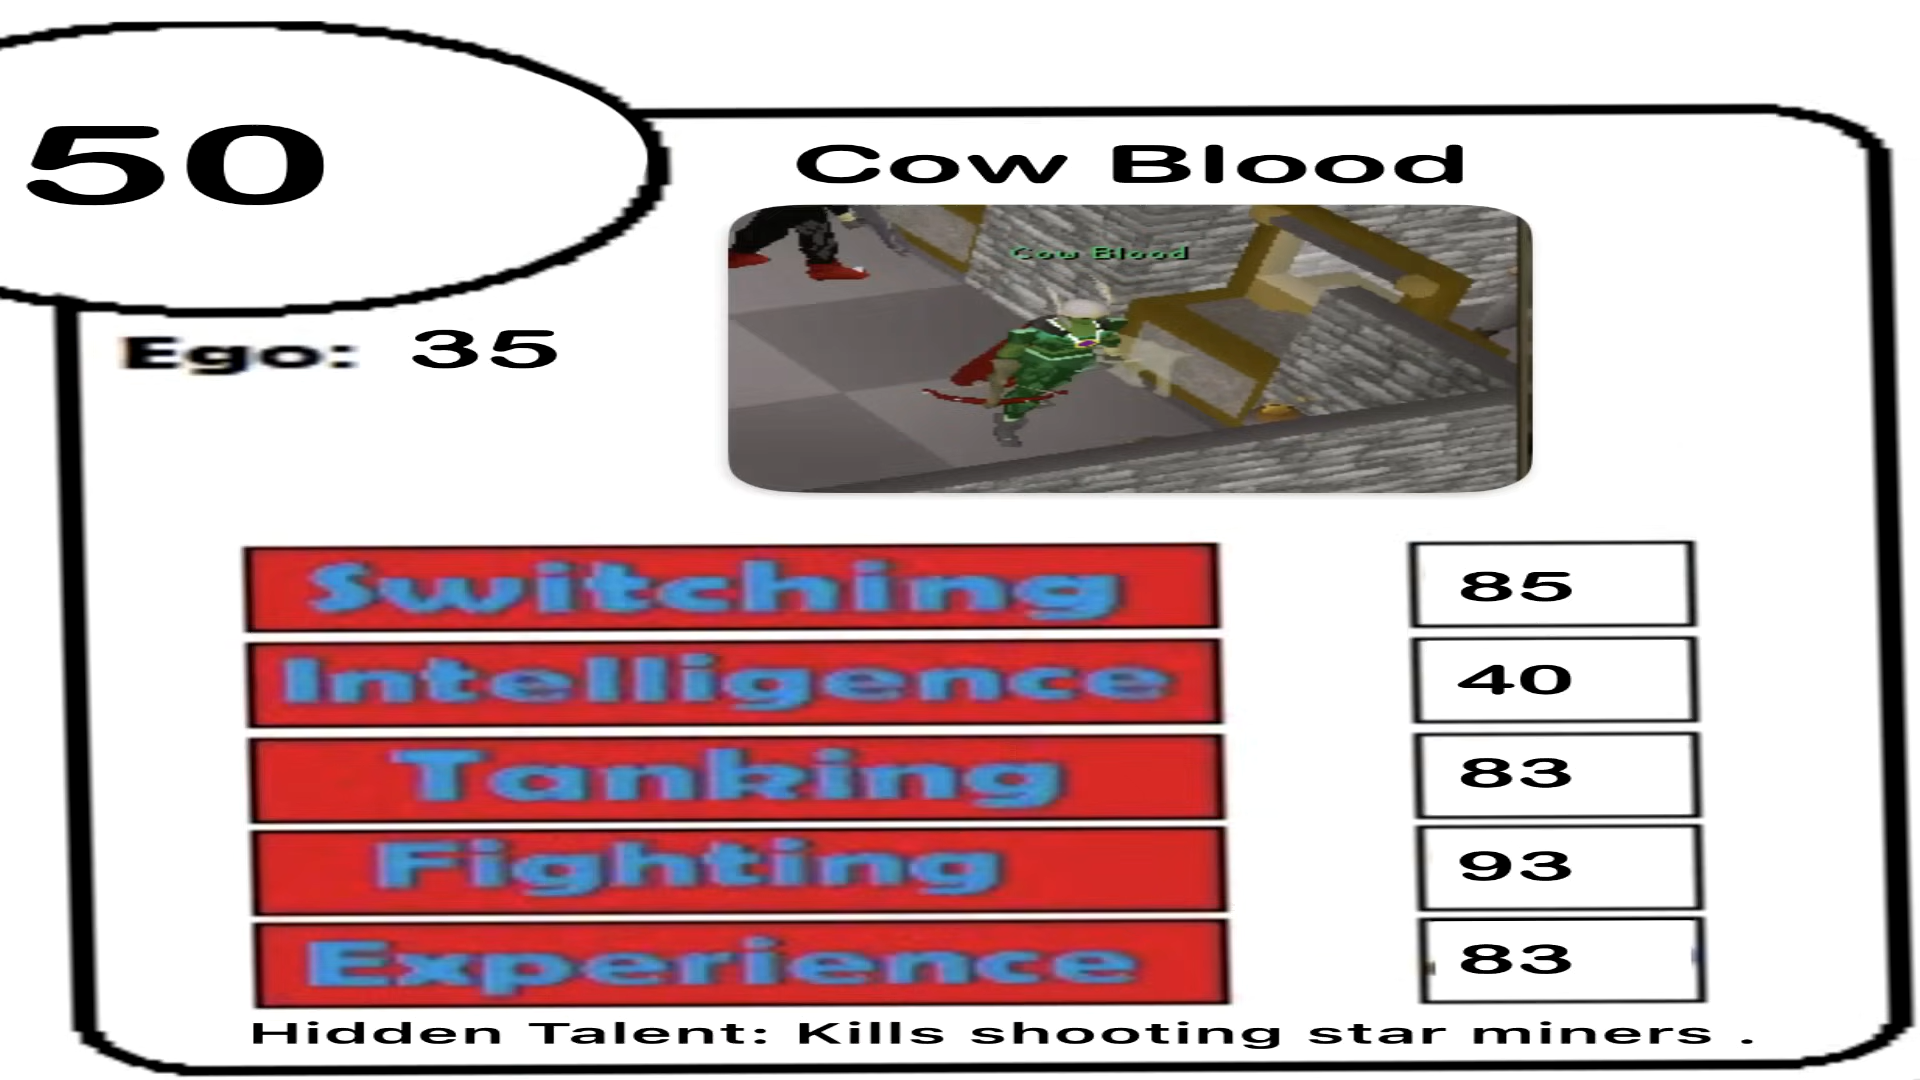 50
Cow Blood
Cow Blood
Ego: 35
Switching 85
Intelligence 40
Tanking 83
Fighting 93
Experience 83
Hidden Talent: Kills shooting star miners .